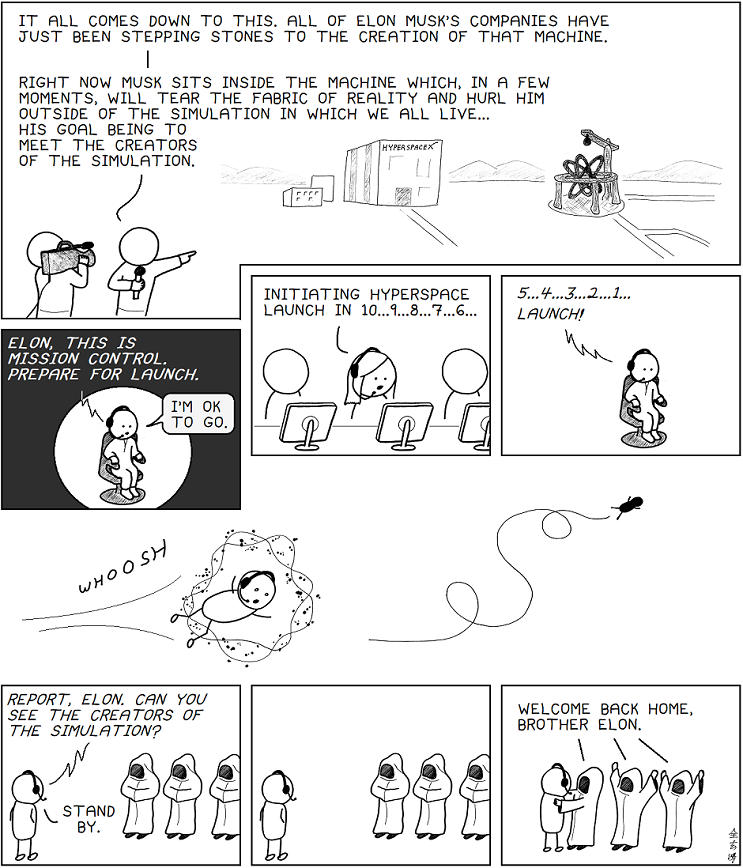 IT ALL COMES DOWN TO THIS. ALL OF ELON MUSK'S COMPANIES HAVE
JUST BEEN STEPPING STONES TO THE CREATION OF THAT MACHINE.
RIGHT NOW MUSK SITS INSIDE THE MACHINE WHICH, IN A FEW
MOMENTS, WILL TEAR THE FABRIC OF REALITY AND HURL HIM
OUTSIDE OF THE SIMULATION IN WHICH WE ALL LIVE...
HIS GOAL BEING TO
MEET THE CREATORS
OF THE SIMULATION.
HYPERSPACEX
ELON, THIS IS
MISSION CONTROL.
PREPARE FOR LAUNCH.
I'M OK
TO GO.
INITIATING HYPERSPACE
LAUNCH IN 10...9...8...7...6...
5...4...3...2...1...
LAUNCH!
WHOOSH
REPORT, ELON. CAN YOU
SEE THE CREATORS OF
THE SIMULATION?
STAND
BY.
WELCOME BACK HOME,
BROTHER ELON.